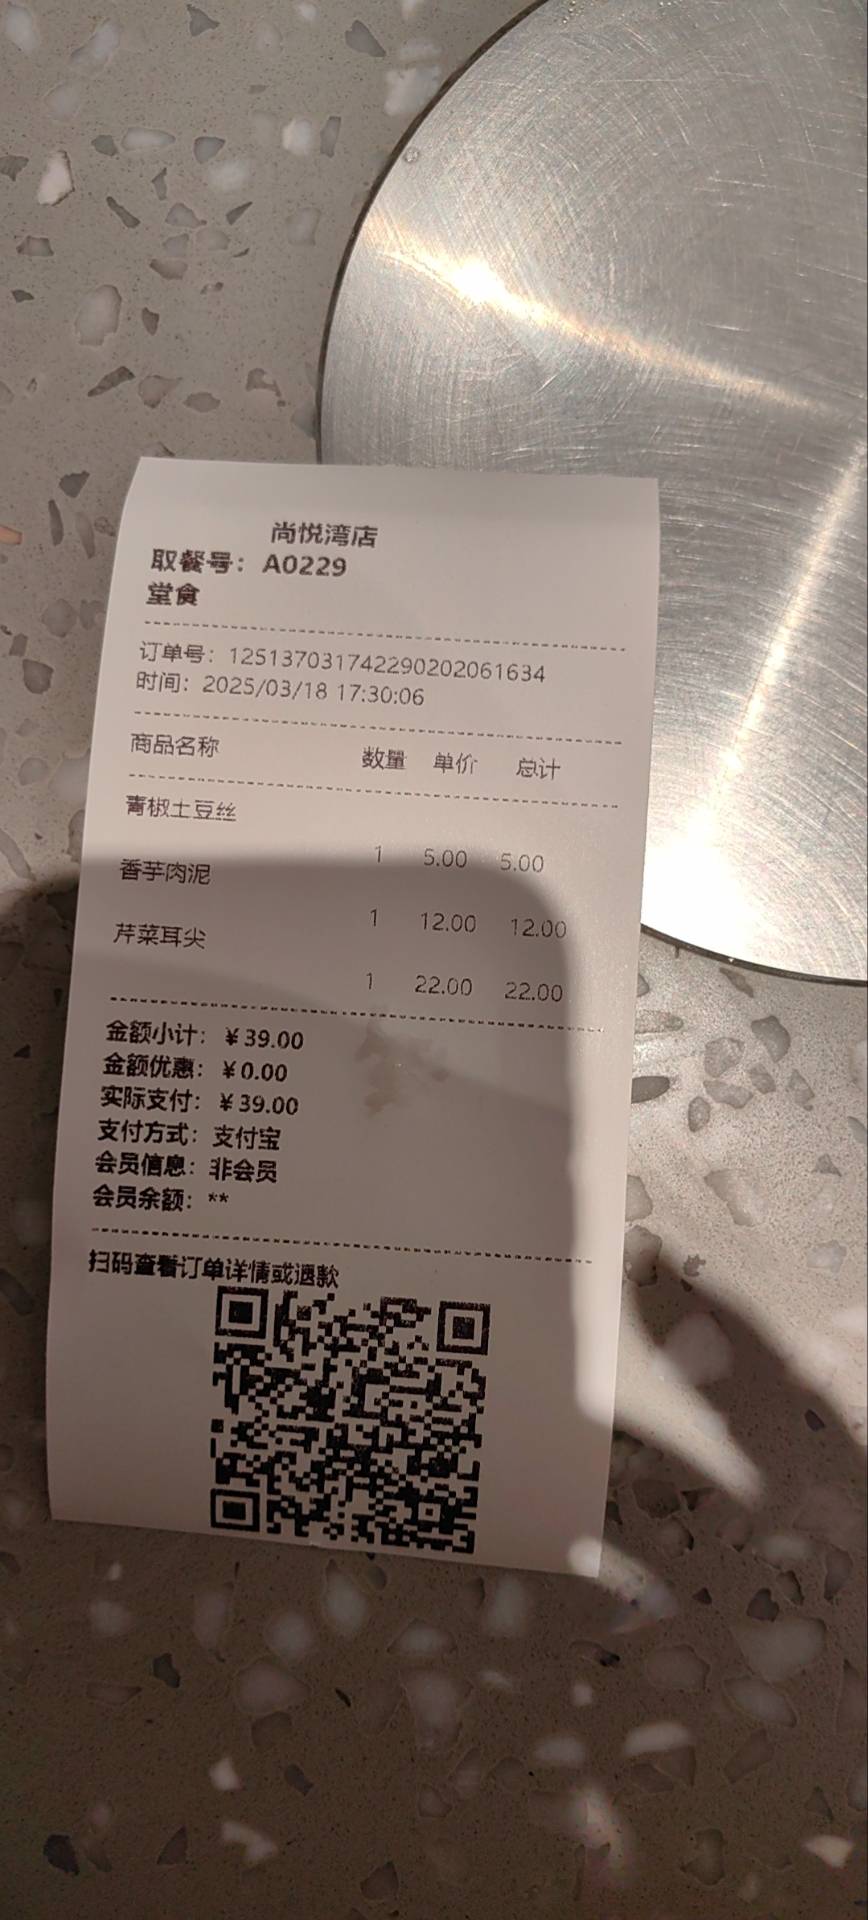 尚悦湾店
取餐号：A0229
堂食
订单号：1251370317422902020​61634
时间：2025/03/18 17:30:06
商品名称 数量 单价 总计
青椒土豆丝
1 5.00 5.00
香芋肉泥
1 12.00 12.00
芹菜耳尖
1 22.00 22.00
金额小计：￥39.00
金额优惠：￥0.00
实际支付：￥39.00
支付方式：支付宝
会员信息：非会员
会员余额：**
扫码查看订单详情或退款